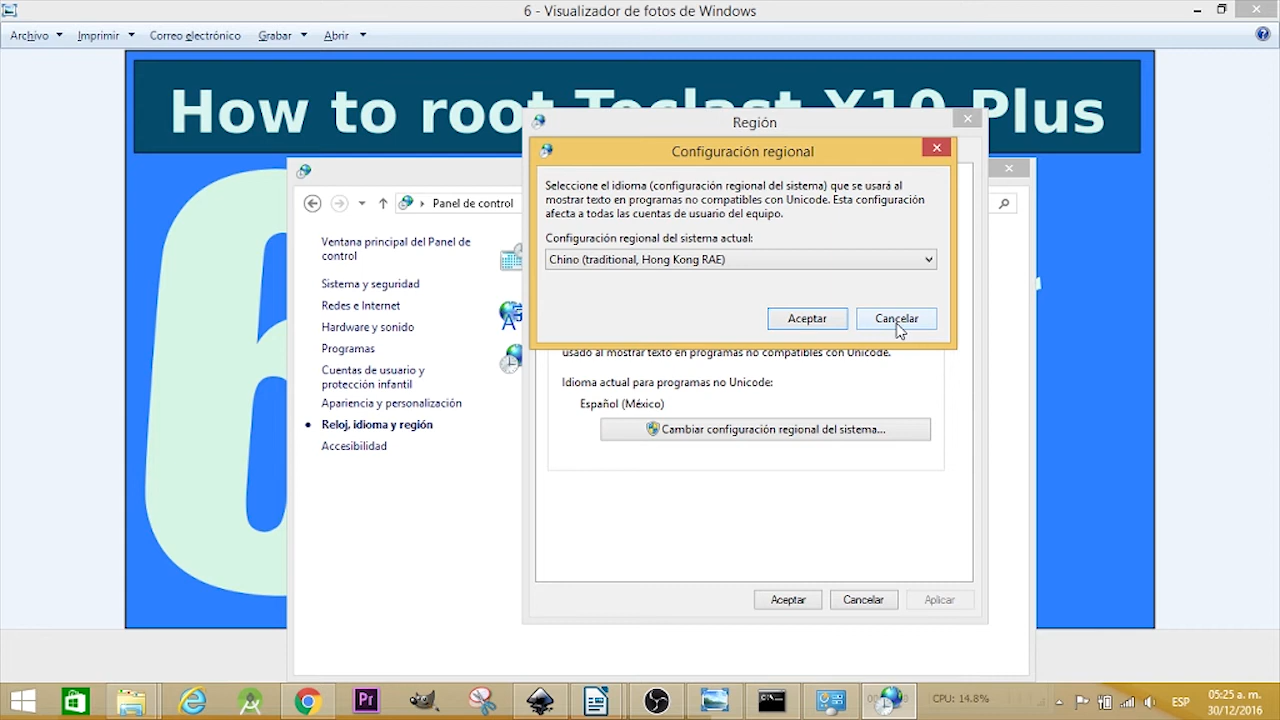 6 - Visualizador de fotos de Windows
Archivo Imprimir Correo electrónico Grabar Abrir
How to root Teclast X10 Plus
Región
Configuración regional
Seleccione el idioma (configuración regional del sistema) que se usará al
mostrar texto en programas no compatibles con Unicode. Esta configuración
afecta a todas las cuentas de usuario del equipo.
Configuración regional del sistema actual:
Chino (traditional, Hong Kong RAE)
Aceptar Cancelar
usado al mostrar texto en programas no compatibles con Unicode.
Idioma actual para programas no Unicode:
Español (México)
Cambiar configuración regional del sistema...
Aceptar Cancelar Aplicar
Panel de control
Ventana principal del Panel de
control
Sistema y seguridad
Redes e Internet
Hardware y sonido
Programas
Cuentas de usuario y
protección infantil
Apariencia y personalización
Reloj, idioma y región
Accesibilidad
6
Pr
CPU: 14.8%
ESP
05:25 a. m.
30/12/2016